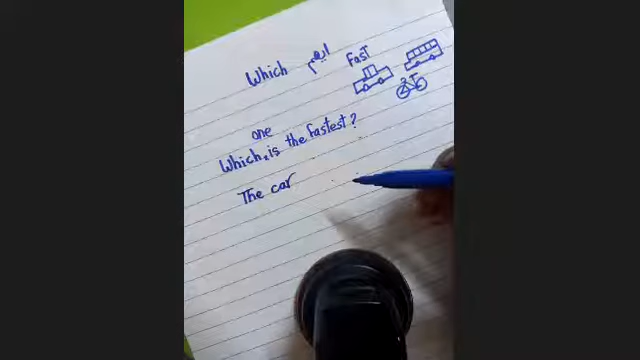 Which ايهم
FasT
one
Which is the fastest?
The car